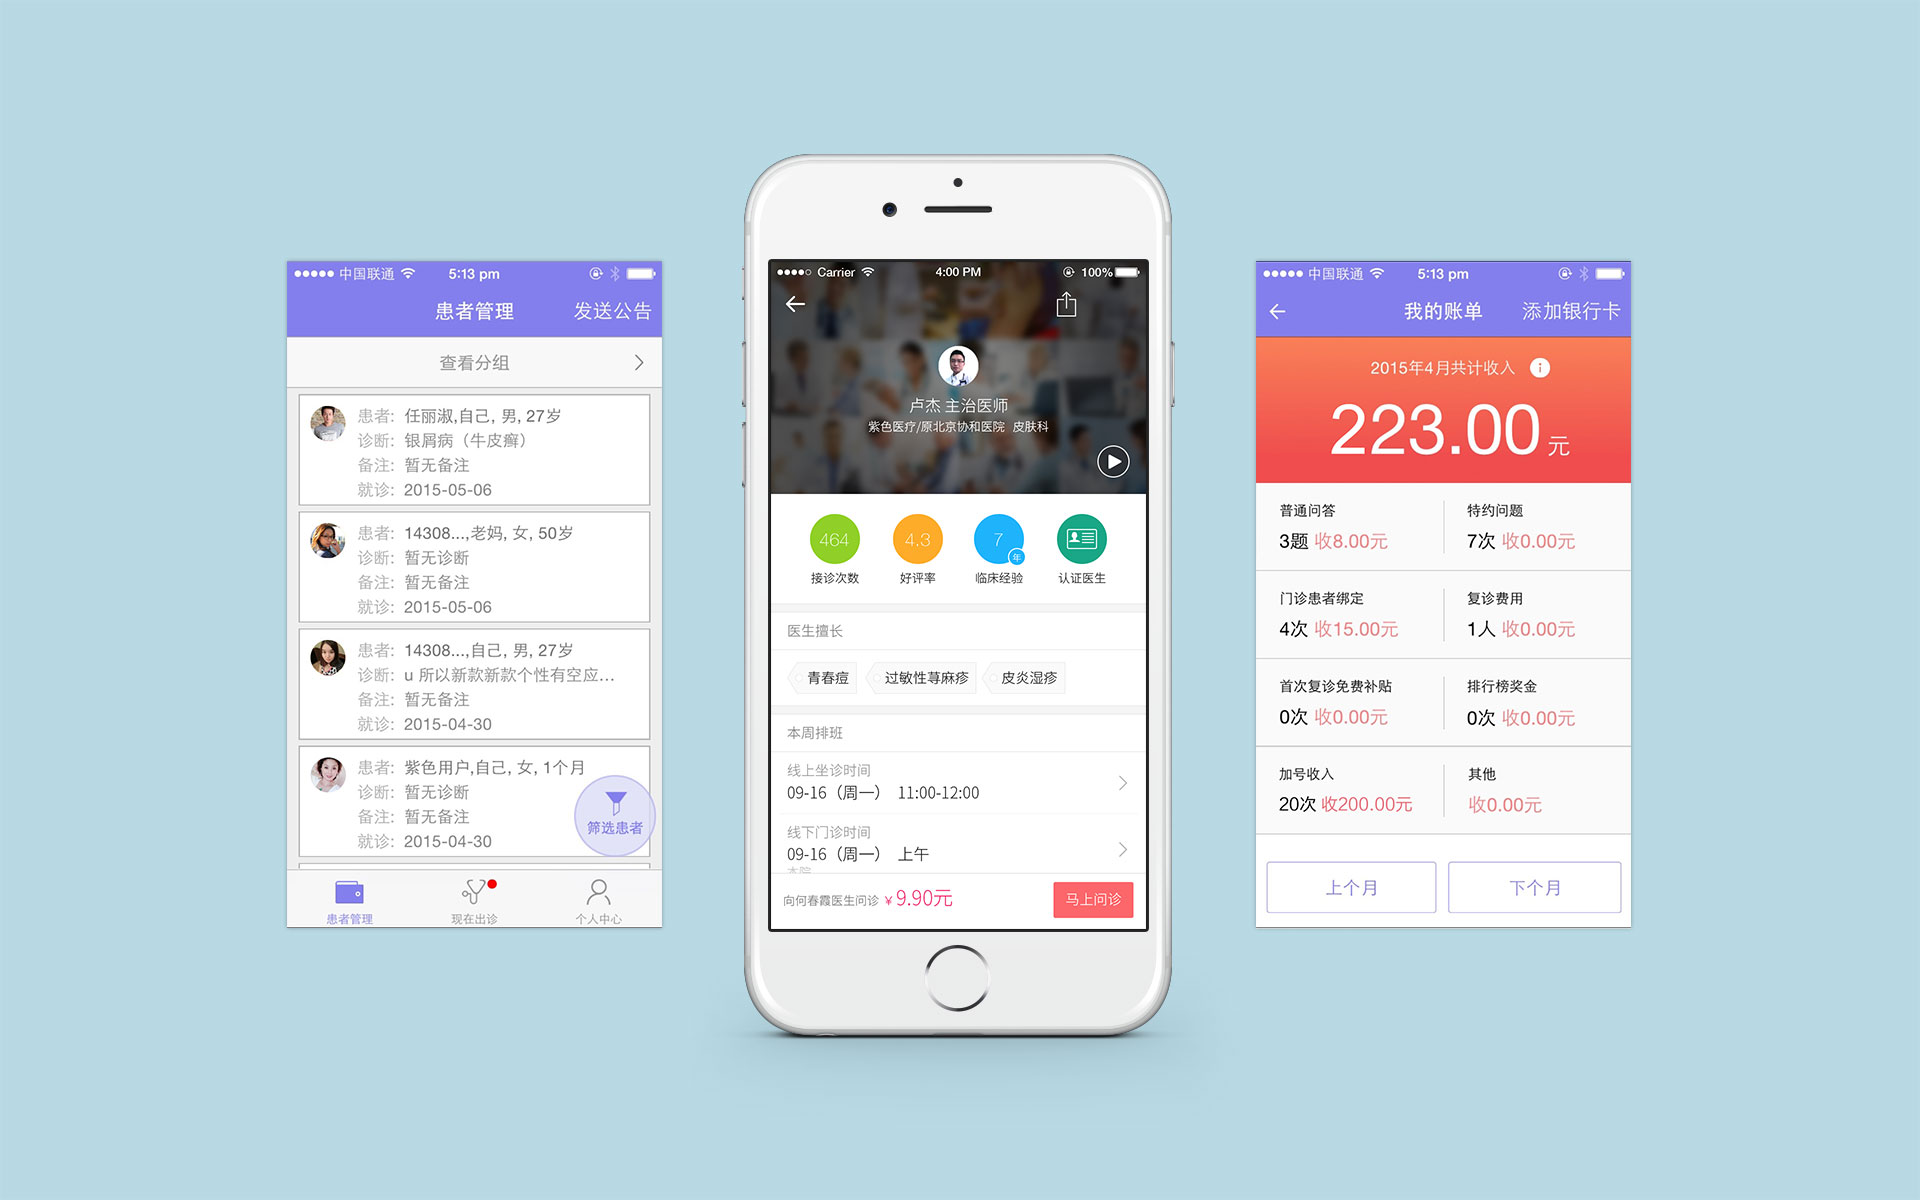 中国联通 5:13 pm
患者管理 发送公告
查看分组
患者: 任丽淑,自己, 男, 27岁
诊断: 银屑病（牛皮癣）
备注: 暂无备注
就诊: 2015-05-06
患者: 14308...,老妈, 女, 50岁
诊断: 暂无诊断
备注: 暂无备注
就诊: 2015-05-06
患者: 14308...,自己, 男, 27岁
诊断: u 所以新款新款个性有空应...
备注: 暂无备注
就诊: 2015-04-30
患者: 紫色用户,自己, 女, 1个月
诊断: 暂无诊断
备注: 暂无备注
就诊: 2015-04-30
筛选患者
患者管理 现在出诊 个人中心
Carrier 4:00 PM 100%
卢杰 主治医师
紫色医疗/原北京协和医院 皮肤科
464 4.3 7 年
接诊次数 好评率 临床经验 认证医生
医生擅长
青春痘 过敏性荨麻疹 皮炎湿疹
本周排班
线上坐诊时间
09-16（周一） 11:00-12:00
线下门诊时间
09-16（周一） 上午
向何春霞医生问诊 ¥ 9.90元 马上问诊
中国联通 5:13 pm
我的账单 添加银行卡
2015年4月共计收入 i
223.00 元
普通问答 特约问题
3题 收8.00元 7次 收0.00元
门诊患者绑定 复诊费用
4次 收15.00元 1人 收0.00元
首次复诊免费补贴 排行榜奖金
0次 收0.00元 0次 收0.00元
加号收入 其他
20次 收200.00元 收0.00元
上个月 下个月